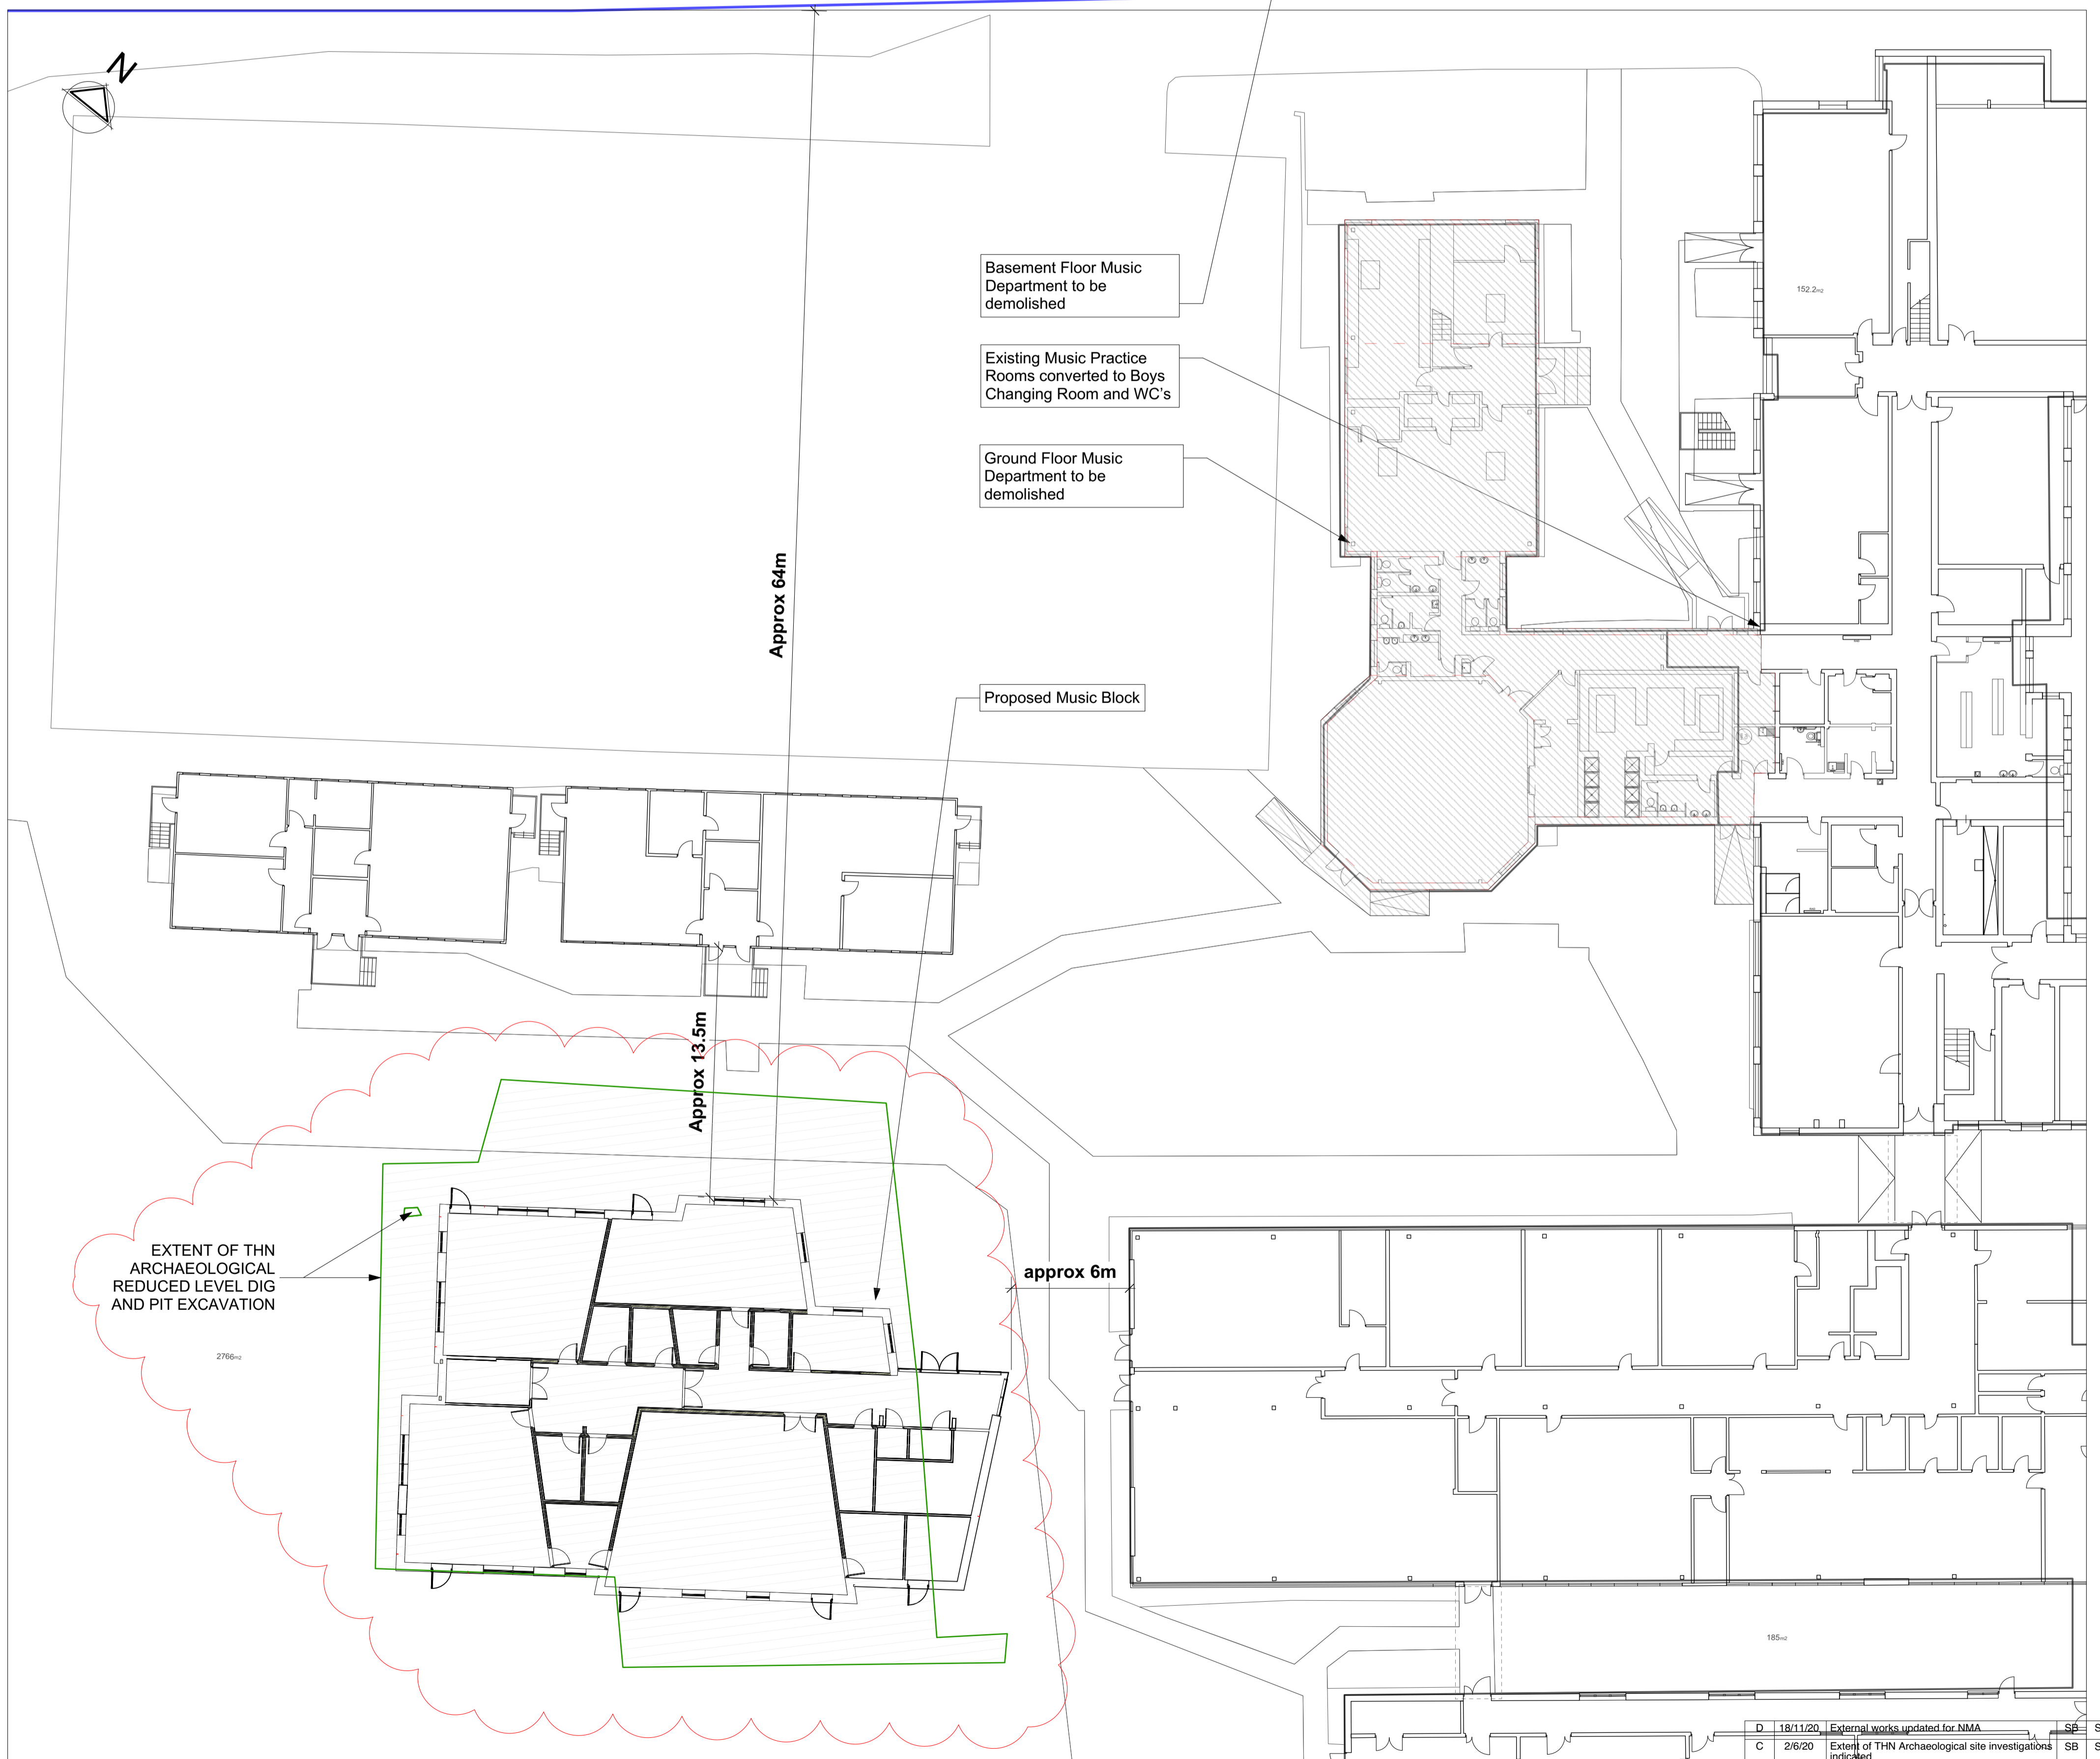 N
Basement Floor Music
Department to be
demolished
152.2m2
Existing Music Practice
Rooms converted to Boys
Changing Room and WC's
Ground Floor Music
Department to be
demolished
Approx 64m
Proposed Music Block
Approx 13.5m
EXTENT OF THN
ARCHAEOLOGICAL
REDUCED LEVEL DIG
AND PIT EXCAVATION
approx 6m
2766m2
185m2
D 18/11/20 External works updated for NMA SB S
C 2/6/20 Extent of THN Archaeological site investigations SB S
indicated